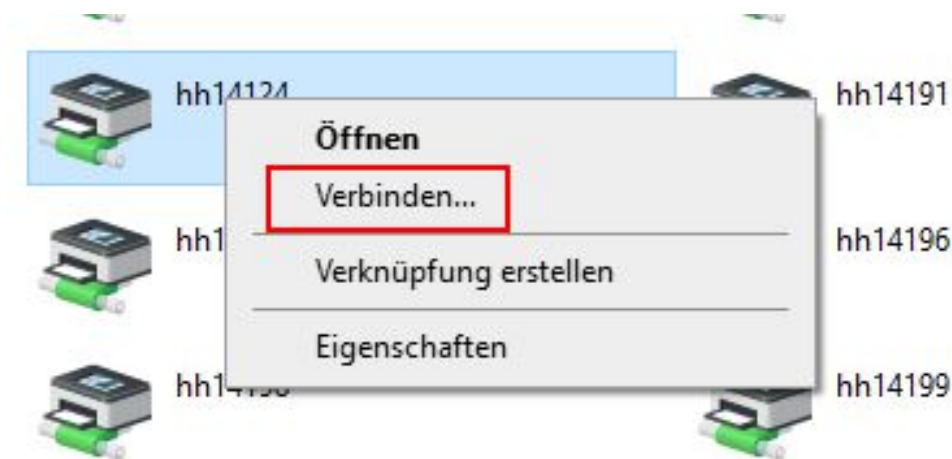 hh14124
hh14191
Öffnen
Verbinden...
hh14196
Verknüpfung erstellen
Eigenschaften
hh14199